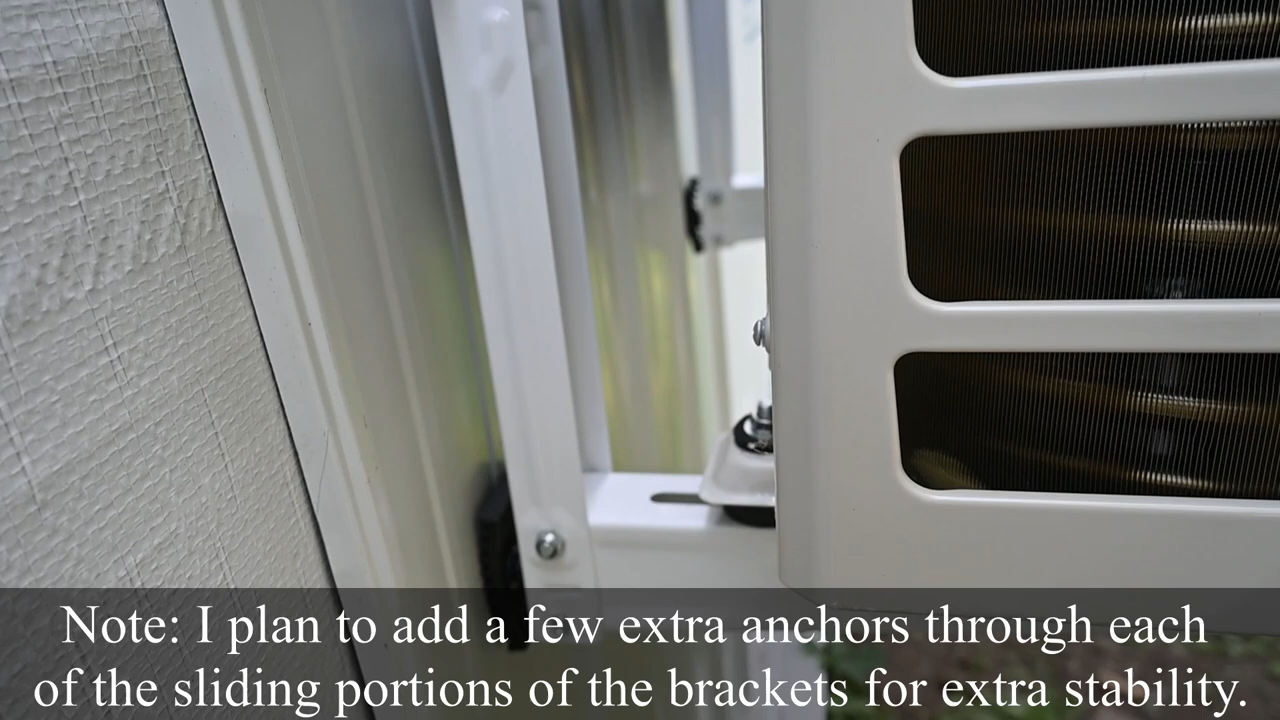 Note: I plan to add a few extra anchors through each
of the sliding portions of the brackets for extra stability.